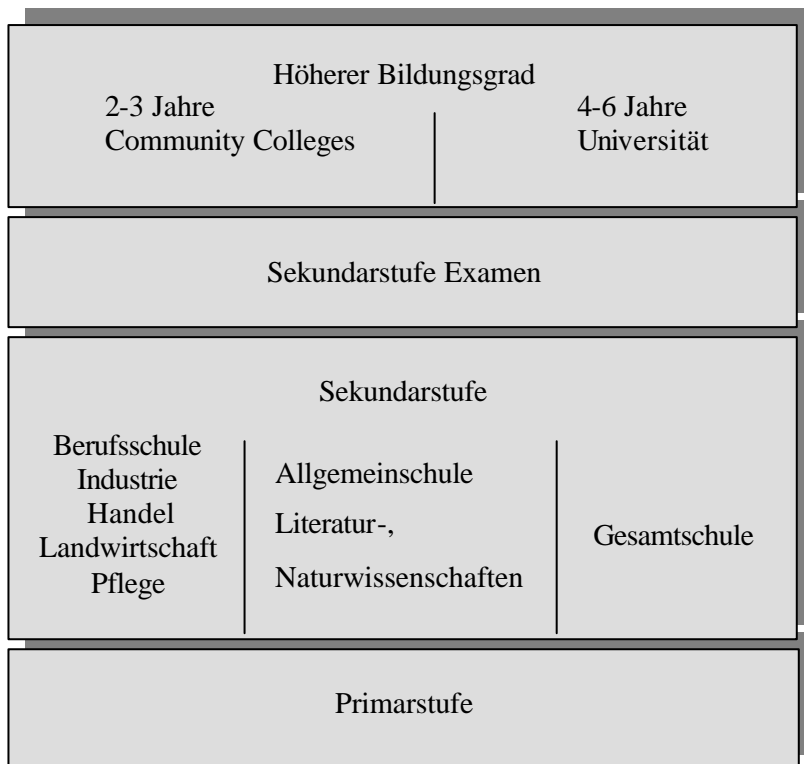 Höherer Bildungsgrad
2-3 Jahre
Community Colleges
4-6 Jahre
Universität
Sekundarstufe Examen
Sekundarstufe
Berufsschule
Industrie
Handel
Landwirtschaft
Pflege
Allgemeinschule
Literatur-,
Naturwissenschaften
Gesamtschule
Primarstufe